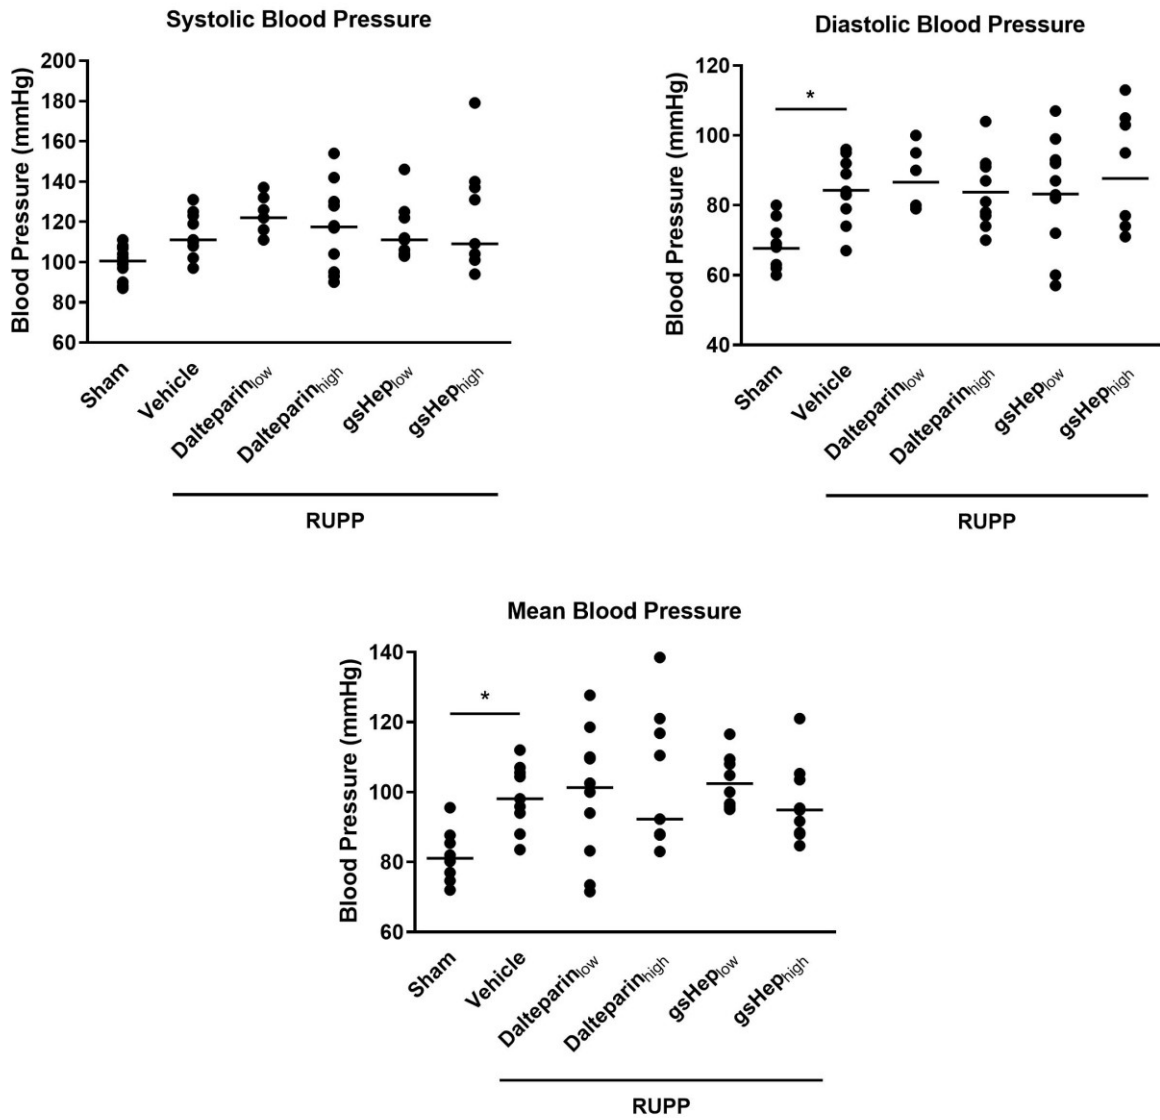 Systolic Blood Pressure
Blood Pressure (mmHg)
200
180
160
140
120
100
80
60
Sham
Vehicle
Dalteparinlow
Dalteparinhigh
gsHeplow
gsHephigh
RUPP
Diastolic Blood Pressure
Blood Pressure (mmHg)
120
100
80
60
40
*
Sham
Vehicle
Dalteparinlow
Dalteparinhigh
gsHeplow
gsHephigh
RUPP
Mean Blood Pressure
Blood Pressure (mmHg)
140
120
100
80
60
*
Sham
Vehicle
Dalteparinlow
Dalteparinhigh
gsHeplow
gsHephigh
RUPP